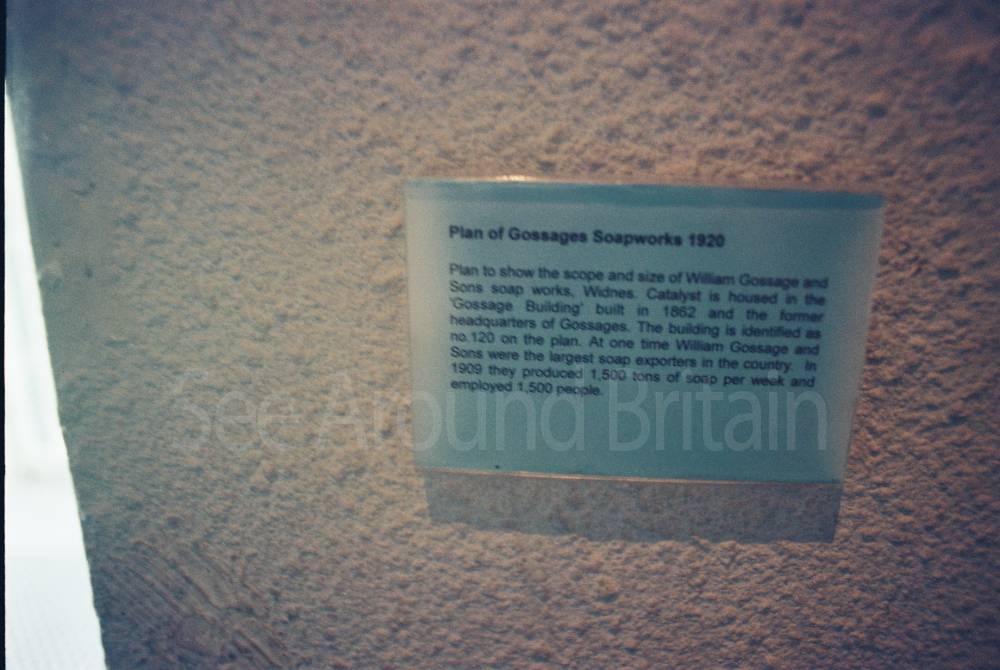 Plan of Gossages Soapworks 1920
Plan to show the scope and size of William Gossage and
Sons soap works, Widnes. Catalyst is housed in the
'Gossage Building' built in 1862 and the former
headquarters of Gossages. The building is identified as
no.120 on the plan. At one time William Gossage and
Sons were the largest soap exporters in the country. In
1909 they produced 1,500 tons of soap per week and
employed 1,500 people.
See Around Britain